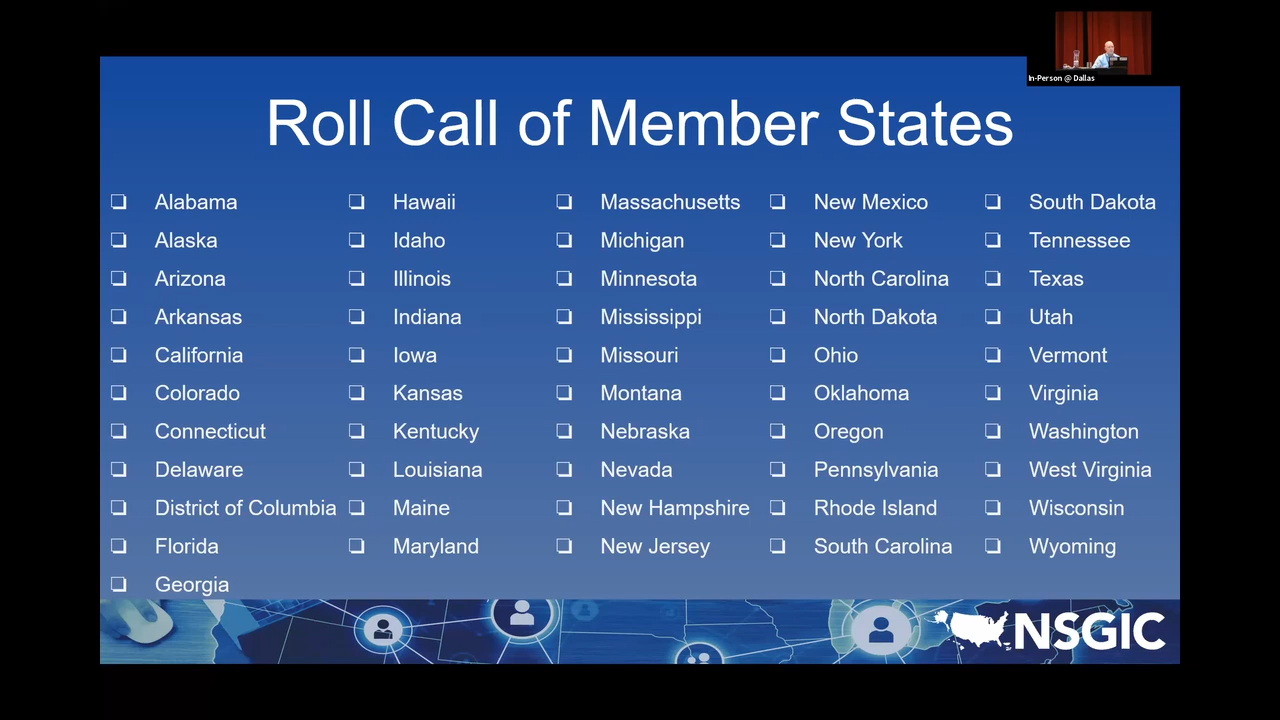 In-Person @ Dallas
Roll Call of Member States
❏ Alabama
❏ Alaska
❏ Arizona
❏ Arkansas
❏ California
❏ Colorado
❏ Connecticut
❏ Delaware
❏ District of Columbia
❏ Florida
❏ Georgia
❏ Hawaii
❏ Idaho
❏ Illinois
❏ Indiana
❏ Iowa
❏ Kansas
❏ Kentucky
❏ Louisiana
❏ Maine
❏ Maryland
❏ Massachusetts
❏ Michigan
❏ Minnesota
❏ Mississippi
❏ Missouri
❏ Montana
❏ Nebraska
❏ Nevada
❏ New Hampshire
❏ New Jersey
❏ New Mexico
❏ New York
❏ North Carolina
❏ North Dakota
❏ Ohio
❏ Oklahoma
❏ Oregon
❏ Pennsylvania
❏ Rhode Island
❏ South Carolina
❏ South Dakota
❏ Tennessee
❏ Texas
❏ Utah
❏ Vermont
❏ Virginia
❏ Washington
❏ West Virginia
❏ Wisconsin
❏ Wyoming
NSGIC